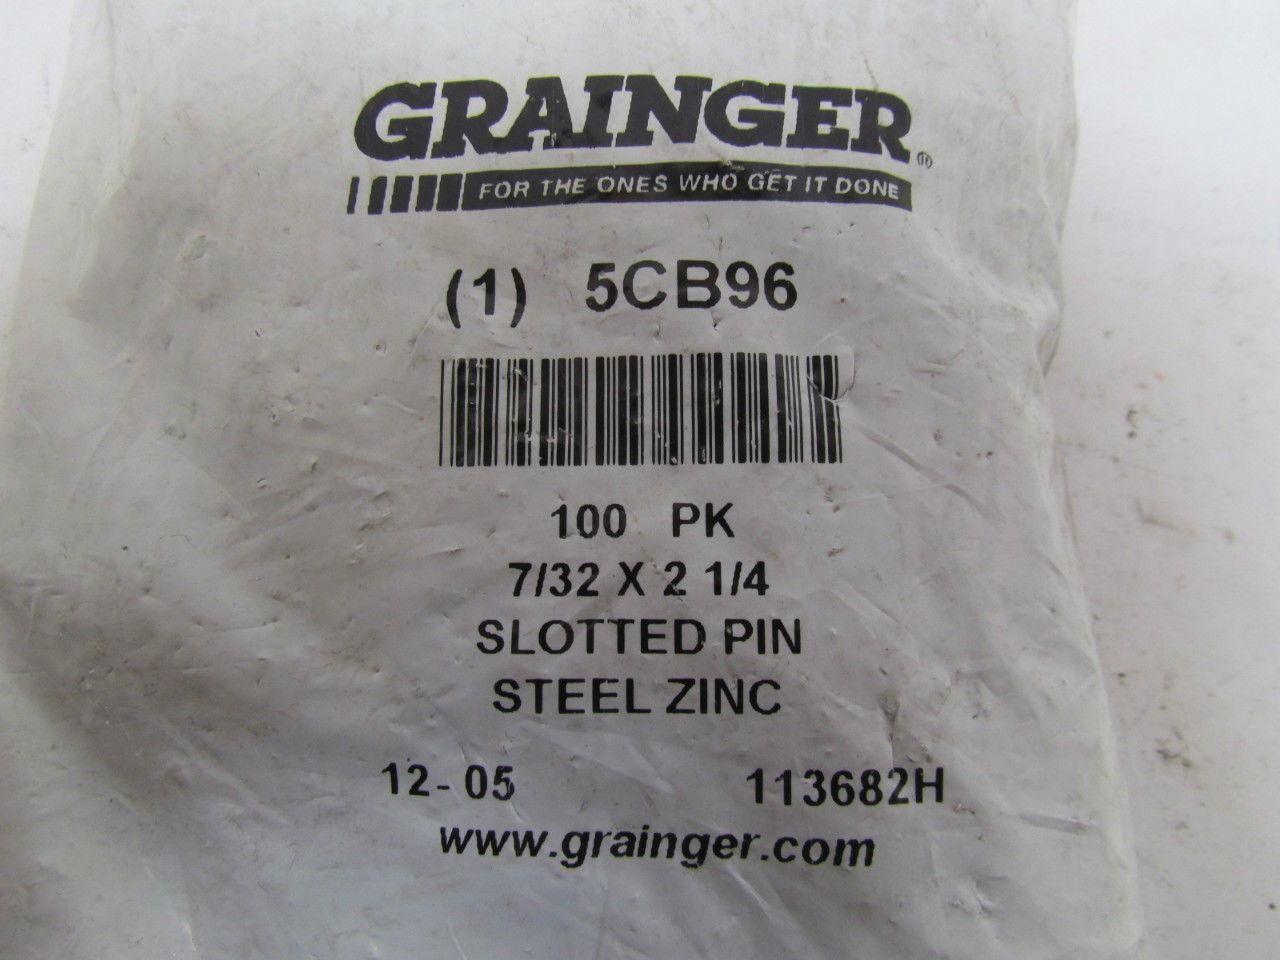 GRAINGER®
FOR THE ONES WHO GET IT DONE
(1) 5CB96
100 PK
7/32 X 2 1/4
SLOTTED PIN
STEEL ZINC
12-05 113682H
www.grainger.com